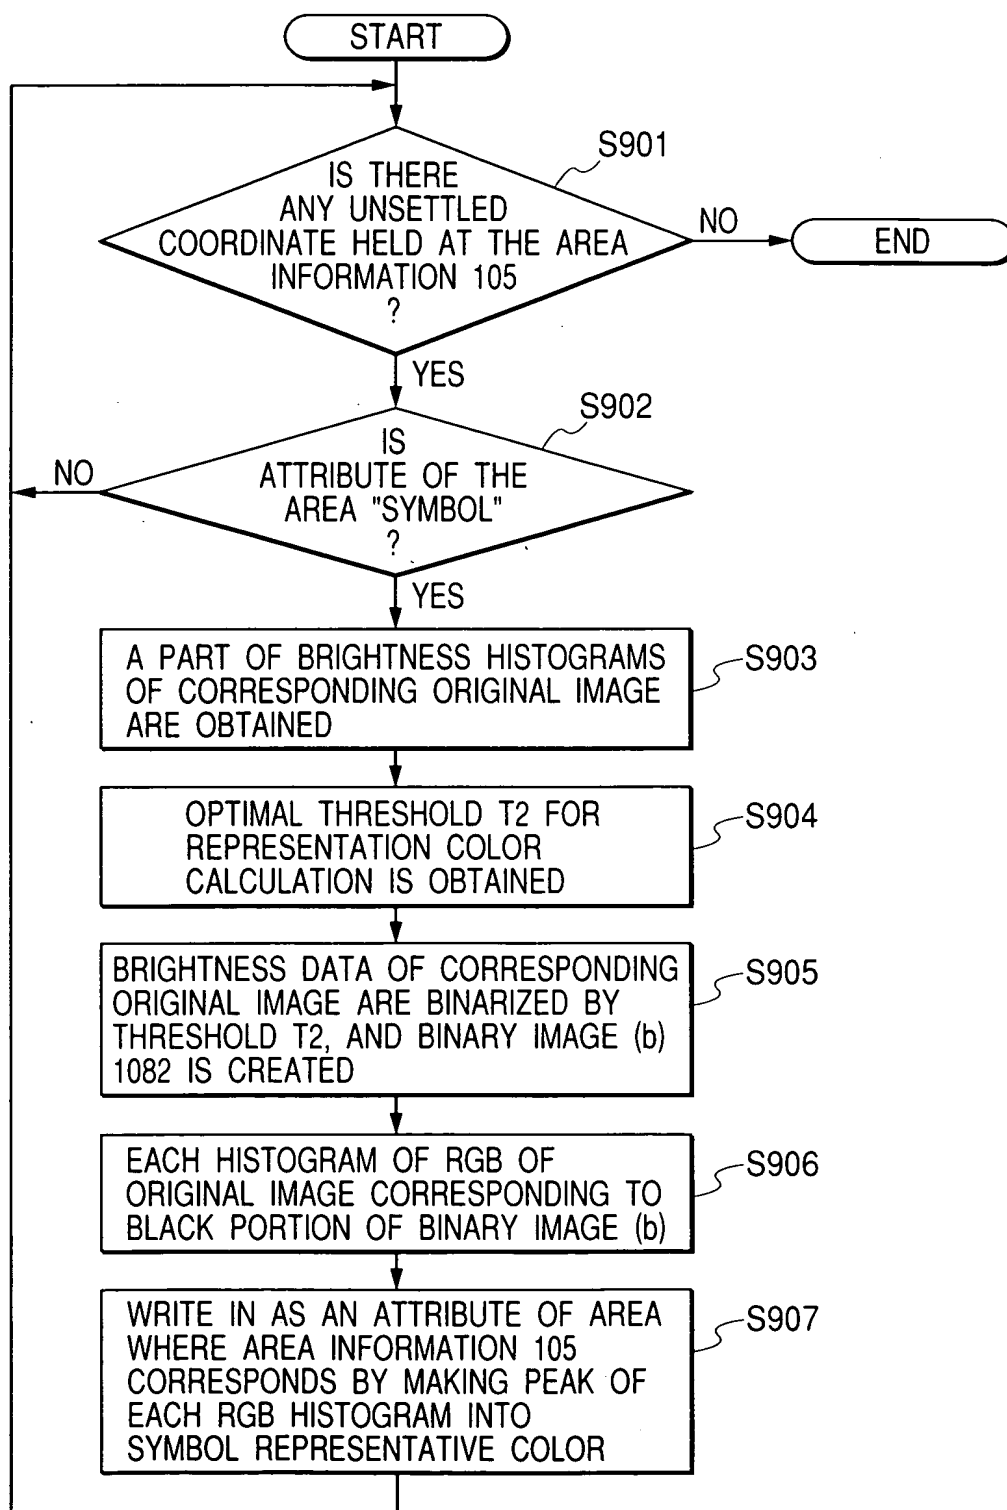 START
S901
IS THERE
ANY UNSETTLED
COORDINATE HELD AT THE AREA
INFORMATION 105
?
NO
END
YES
S902
IS
ATTRIBUTE OF THE
AREA "SYMBOL"
?
NO
YES
A PART OF BRIGHTNESS HISTOGRAMS
OF CORRESPONDING ORIGINAL IMAGE
ARE OBTAINED
S903
OPTIMAL THRESHOLD T2 FOR
REPRESENTATION COLOR
CALCULATION IS OBTAINED
S904
BRIGHTNESS DATA OF CORRESPONDING
ORIGINAL IMAGE ARE BINARIZED BY
THRESHOLD T2, AND BINARY IMAGE (b)
1082 IS CREATED
S905
EACH HISTOGRAM OF RGB OF
ORIGINAL IMAGE CORRESPONDING TO
BLACK PORTION OF BINARY IMAGE (b)
S906
WRITE IN AS AN ATTRIBUTE OF AREA
WHERE AREA INFORMATION 105
CORRESPONDS BY MAKING PEAK OF
EACH RGB HISTOGRAM INTO
SYMBOL REPRESENTATIVE COLOR
S907